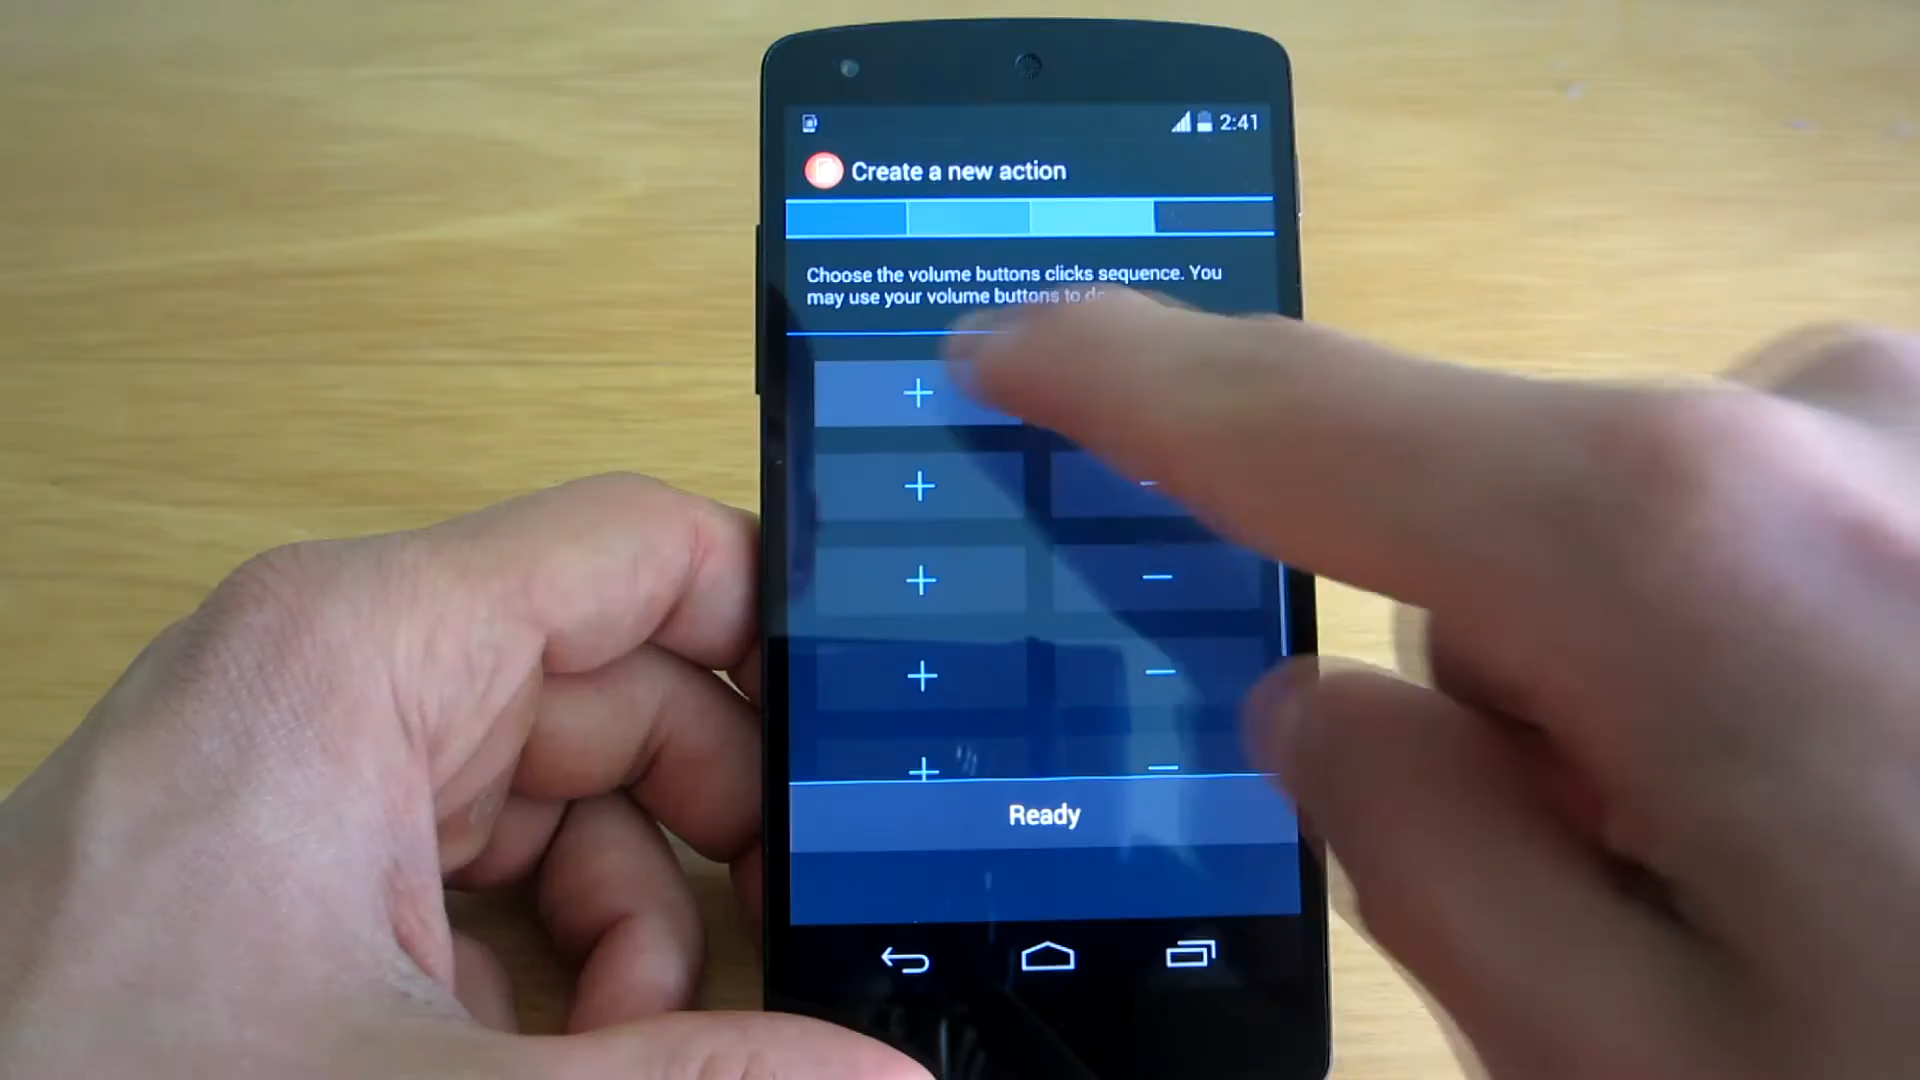 2:41
Create a new action
Choose the volume buttons clicks sequence. You
may use your volume buttons to
+
+ −
+ −
+ −
+ −
Ready